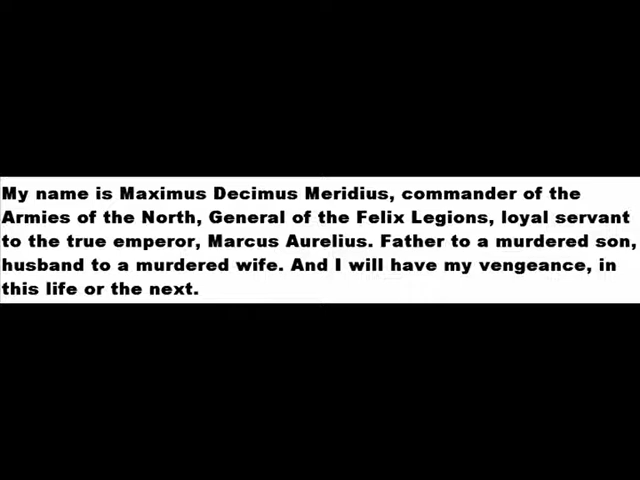 My name is Maximus Decimus Meridius, commander of the
Armies of the North, General of the Felix Legions, loyal servant
to the true emperor, Marcus Aurelius. Father to a murdered son,
husband to a murdered wife. And I will have my vengeance, in
this life or the next.